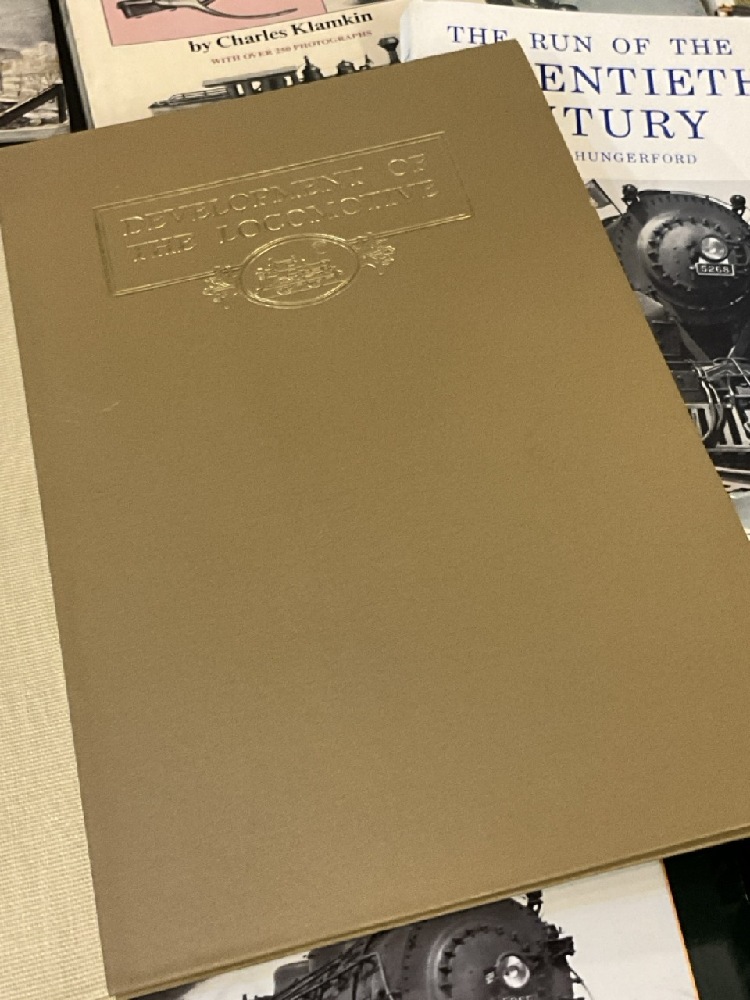 by Charles Klamkin
WITH OVER 250 PHOTOGRAPHS
THE RUN OF THE
ENTIETH
TURY
HUNGERFORD
5268
DEVELOPMENT OF
THE LOCOMOTIVE